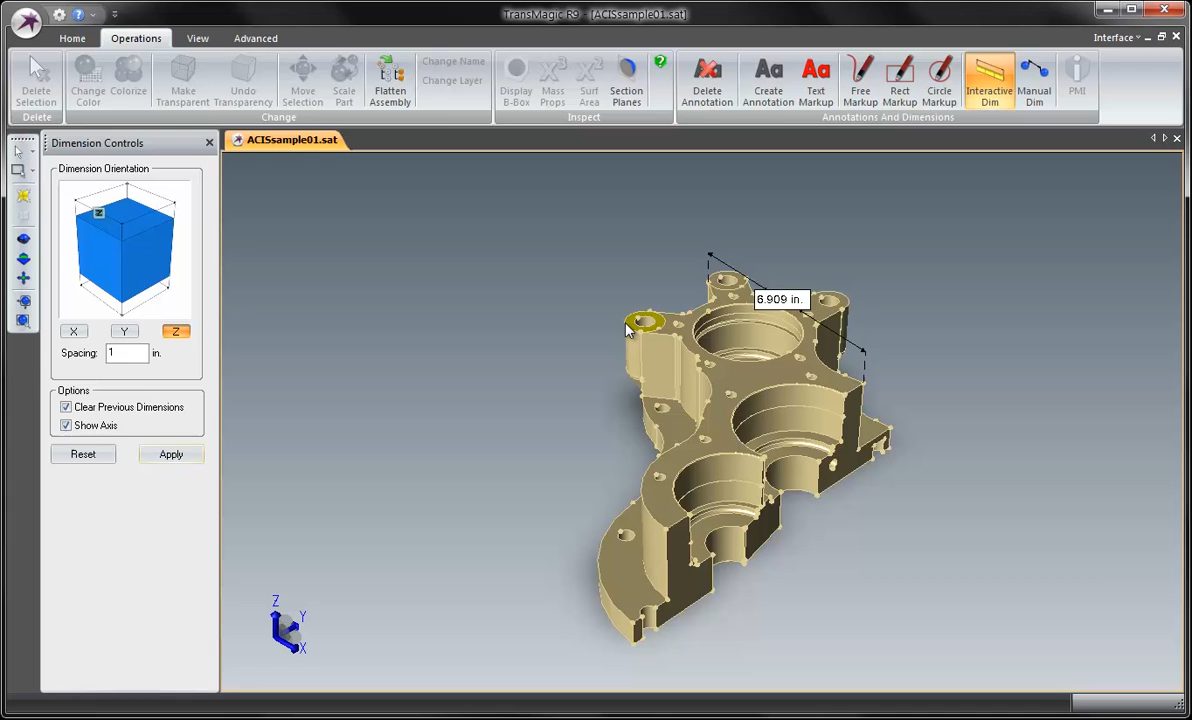 TransMagic R9 - [ACISsample01.sat]
Home Operations View Advanced Interface
Delete Selection
Change Color
Colorize
Make Transparent
Undo Transparency
Move Selection
Scale Part
Flatten Assembly
Change Name
Change Layer
Display B-Box
Mass Props
Surf Area
Section Planes
Delete Annotation
Create Annotation
Text Markup
Free Markup
Rect Markup
Circle Markup
Interactive Dim
Manual Dim
PMI
Delete Change Inspect Annotations And Dimensions
Dimension Controls
ACISsample01.sat
Dimension Orientation
X Y Z
Spacing: 1 in.
Options
Clear Previous Dimensions
Show Axis
Reset Apply
6.909 in.
Z
Y
X